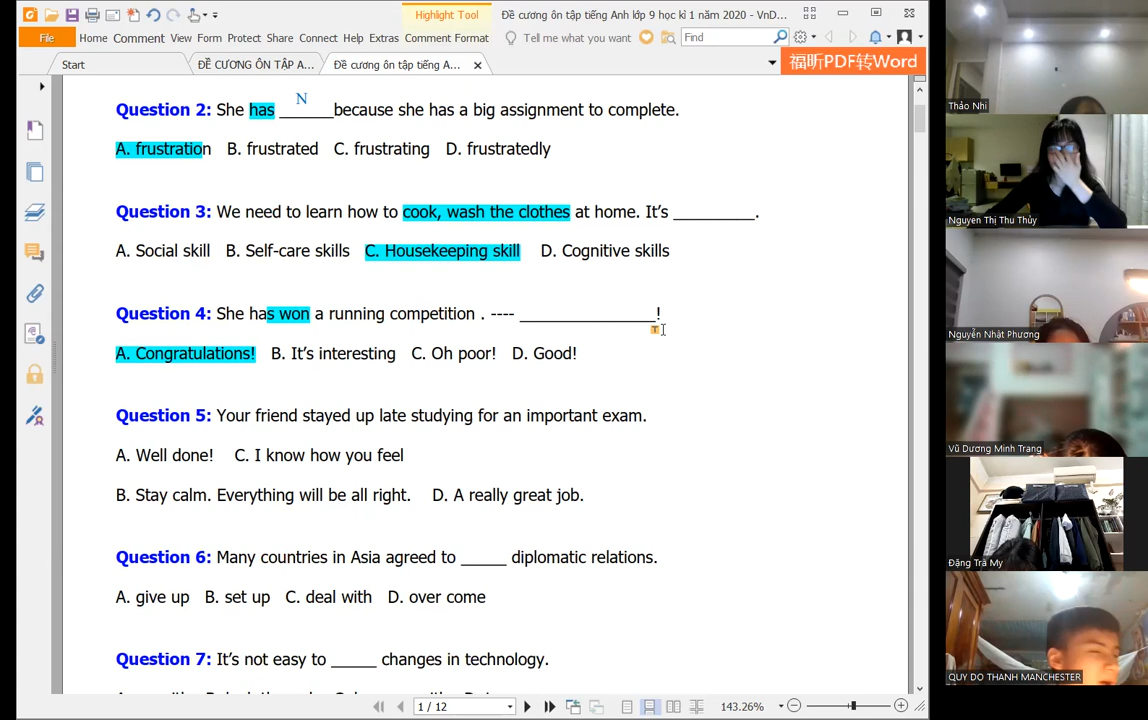 Highlight Tool
Đề cương ôn tập tiếng Anh lớp 9 học kì 1 năm 2020 - VnD...
File Home Comment View Form Protect Share Connect Help Extras Comment Format Tell me what you want... Find
Start ĐỀ CƯƠNG ÔN TẬP A... Đề cương ôn tập tiếng A... 福昕PDF转Word
N
Question 2: She has ______because she has a big assignment to complete.
A. frustration B. frustrated C. frustrating D. frustratedly
Question 3: We need to learn how to cook, wash the clothes at home. It's _________.
A. Social skill B. Self-care skills C. Housekeeping skill D. Cognitive skills
Question 4: She has won a running competition . ---- _______________!
A. Congratulations! B. It's interesting C. Oh poor! D. Good!
Question 5: Your friend stayed up late studying for an important exam.
A. Well done! C. I know how you feel
B. Stay calm. Everything will be all right. D. A really great job.
Question 6: Many countries in Asia agreed to _____ diplomatic relations.
A. give up B. set up C. deal with D. over come
Question 7: It's not easy to _____ changes in technology.
1 / 12 143.26%
Thảo Nhi
Nguyen Thị Thu Thủy
Nguyễn Nhật Phương
Vũ Dương Minh Trang
Đặng Trà My
QUY DO THANH MANCHESTER